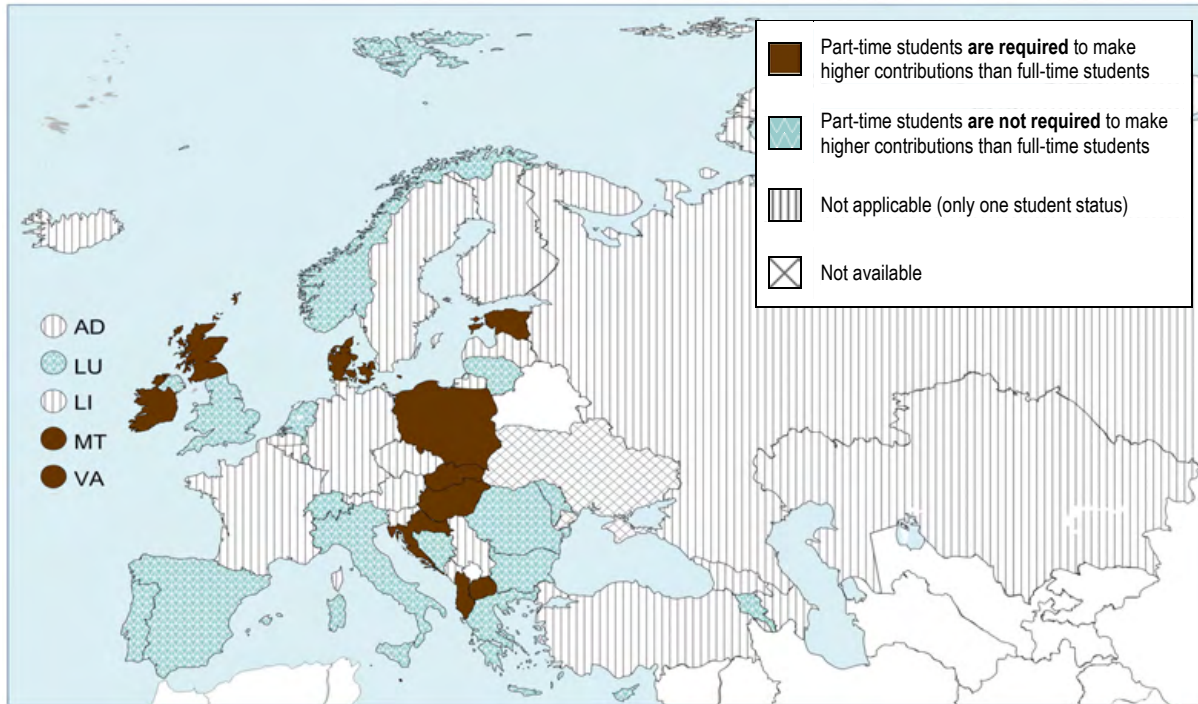 Part-time students are required to make
higher contributions than full-time students
Part-time students are not required to make
higher contributions than full-time students
Not applicable (only one student status)
Not available
AD
LU
LI
MT
VA